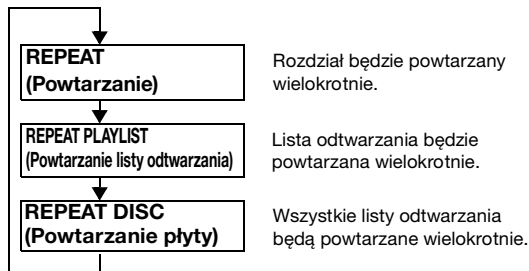 REPEAT
(Powtarzanie)
Rozdział będzie powtarzany
wielokrotnie.
REPEAT PLAYLIST
(Powtarzanie listy odtwarzania)
Lista odtwarzania będzie
powtarzana wielokrotnie.
REPEAT DISC
(Powtarzanie płyty)
Wszystkie listy odtwarzania
będą powtarzane wielokrotnie.